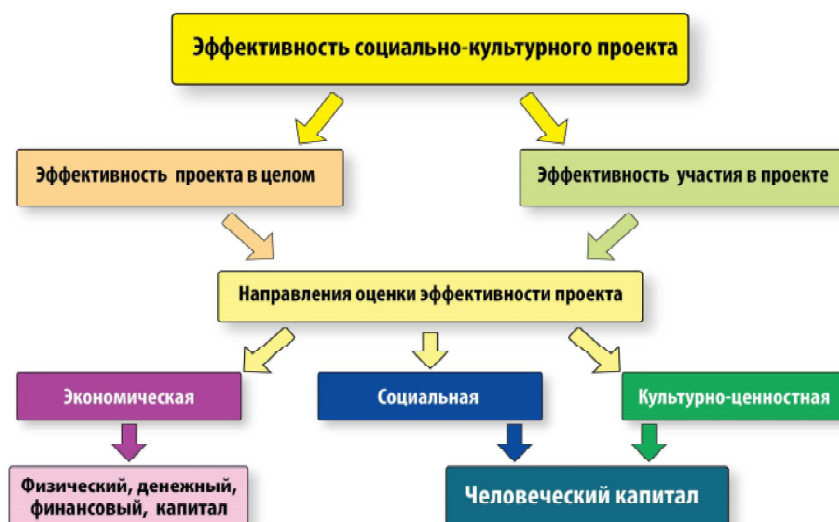 Эффективность социально-культурного проекта
Эффективность проекта в целом
Эффективность участия в проекте
Направления оценки эффективности проекта
Экономическая
Социальная
Культурно-ценностная
Физический, денежный,
финансовый, капитал
Человеческий капитал